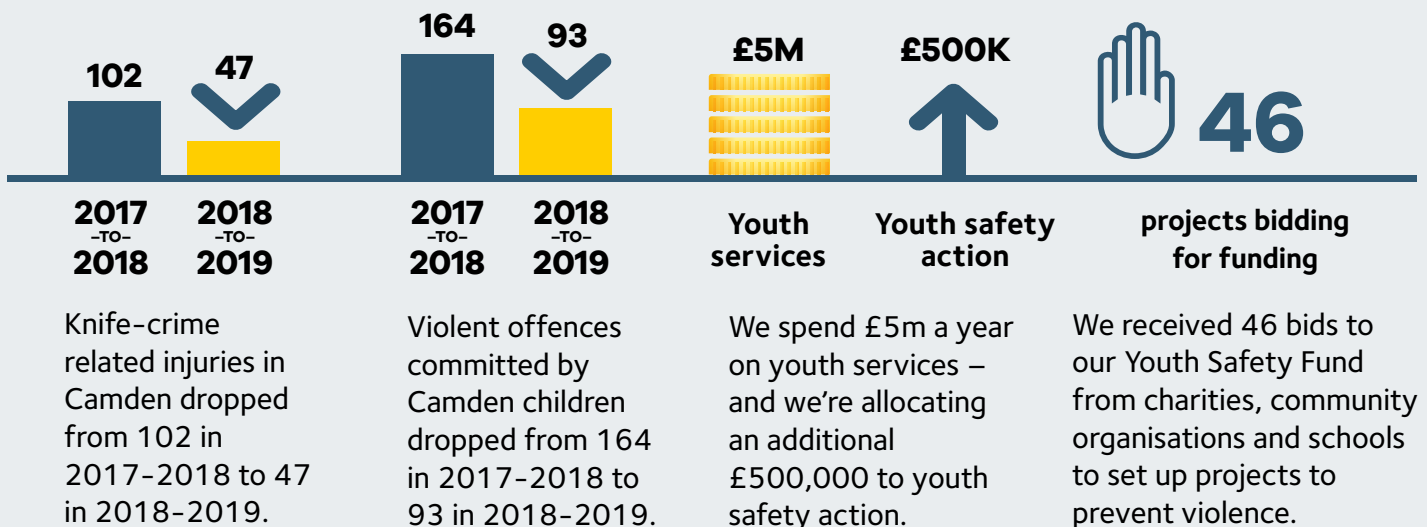 102
47
2017
–TO–
2018
2018
–TO–
2019
Knife-crime
related injuries in
Camden dropped
from 102 in
2017-2018 to 47
in 2018-2019.
164
93
2017
–TO–
2018
2018
–TO–
2019
Violent offences
committed by
Camden children
dropped from 164
in 2017-2018 to
93 in 2018-2019.
£5M
Youth
services
£500K
Youth safety
action
We spend £5m a year
on youth services –
and we’re allocating
an additional
£500,000 to youth
safety action.
46
projects bidding
for funding
We received 46 bids to
our Youth Safety Fund
from charities, community
organisations and schools
to set up projects to
prevent violence.